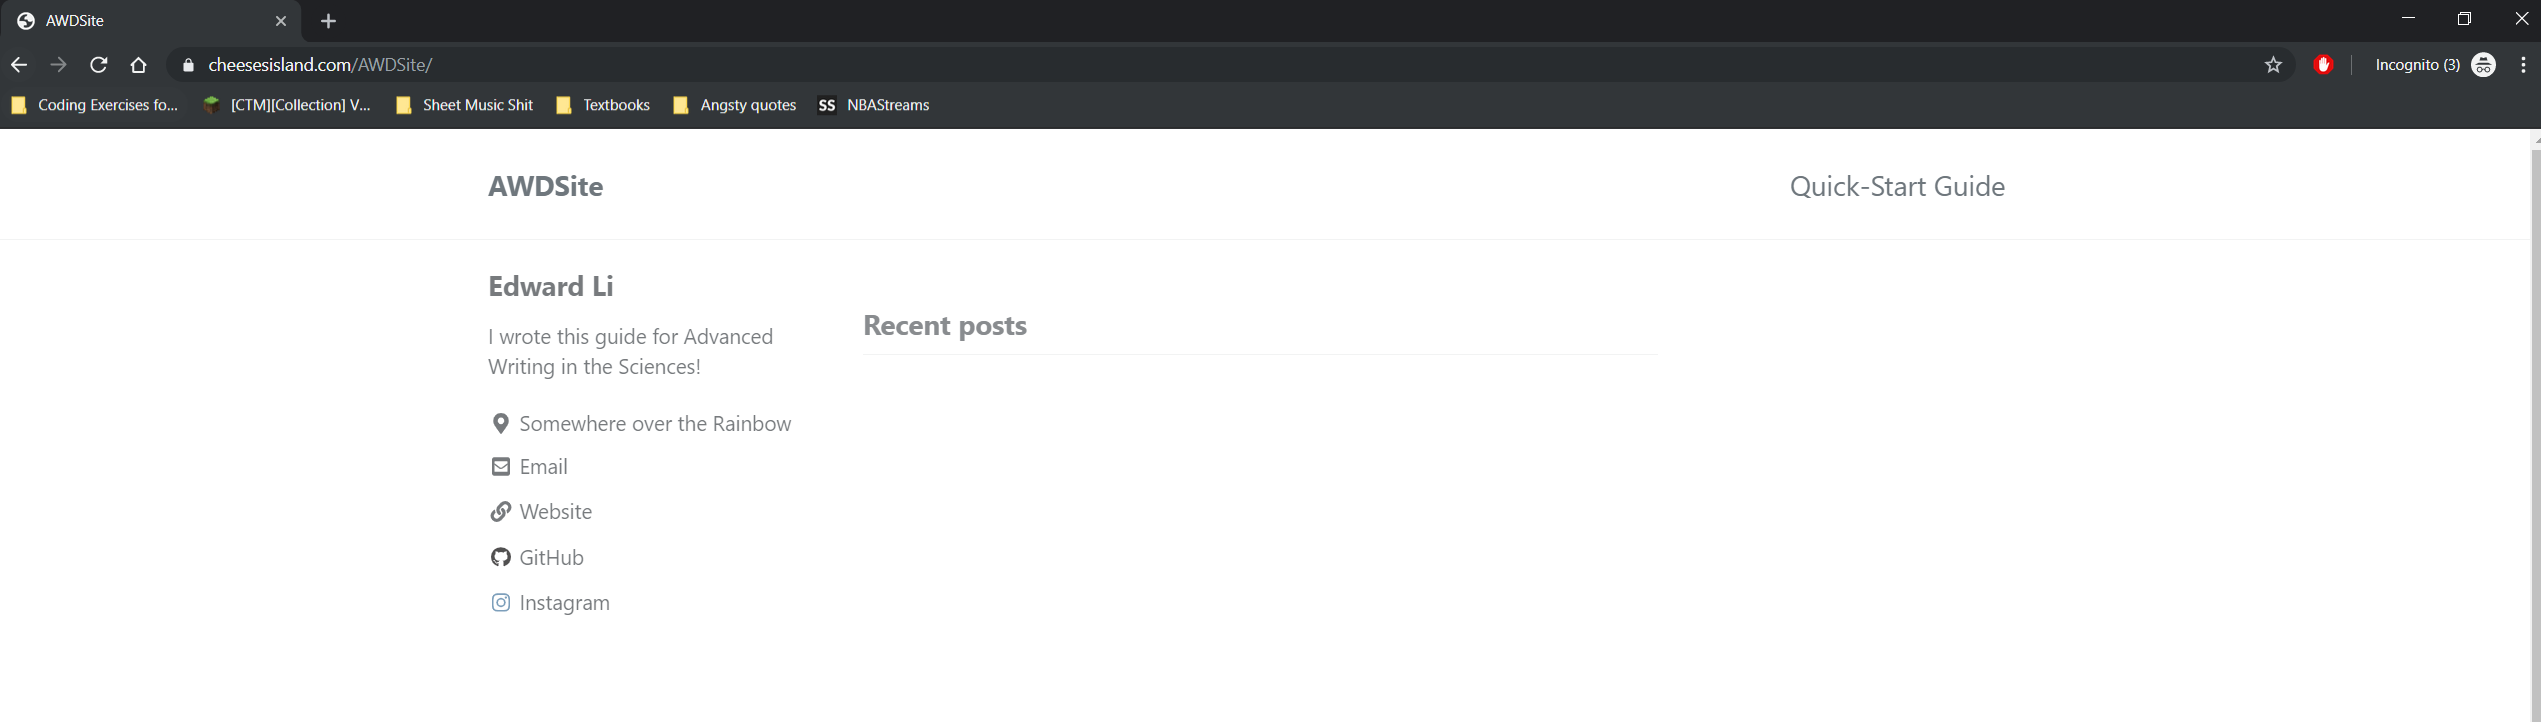 AWDSite
cheesesisland.com/AWDSite/
Incognito (3)
Coding Exercises fo... [CTM][Collection] V... Sheet Music Shit Textbooks Angsty quotes SS NBAStreams
AWDSite Quick-Start Guide
Edward Li
I wrote this guide for Advanced
Writing in the Sciences!
Somewhere over the Rainbow
Email
Website
GitHub
Instagram
Recent posts